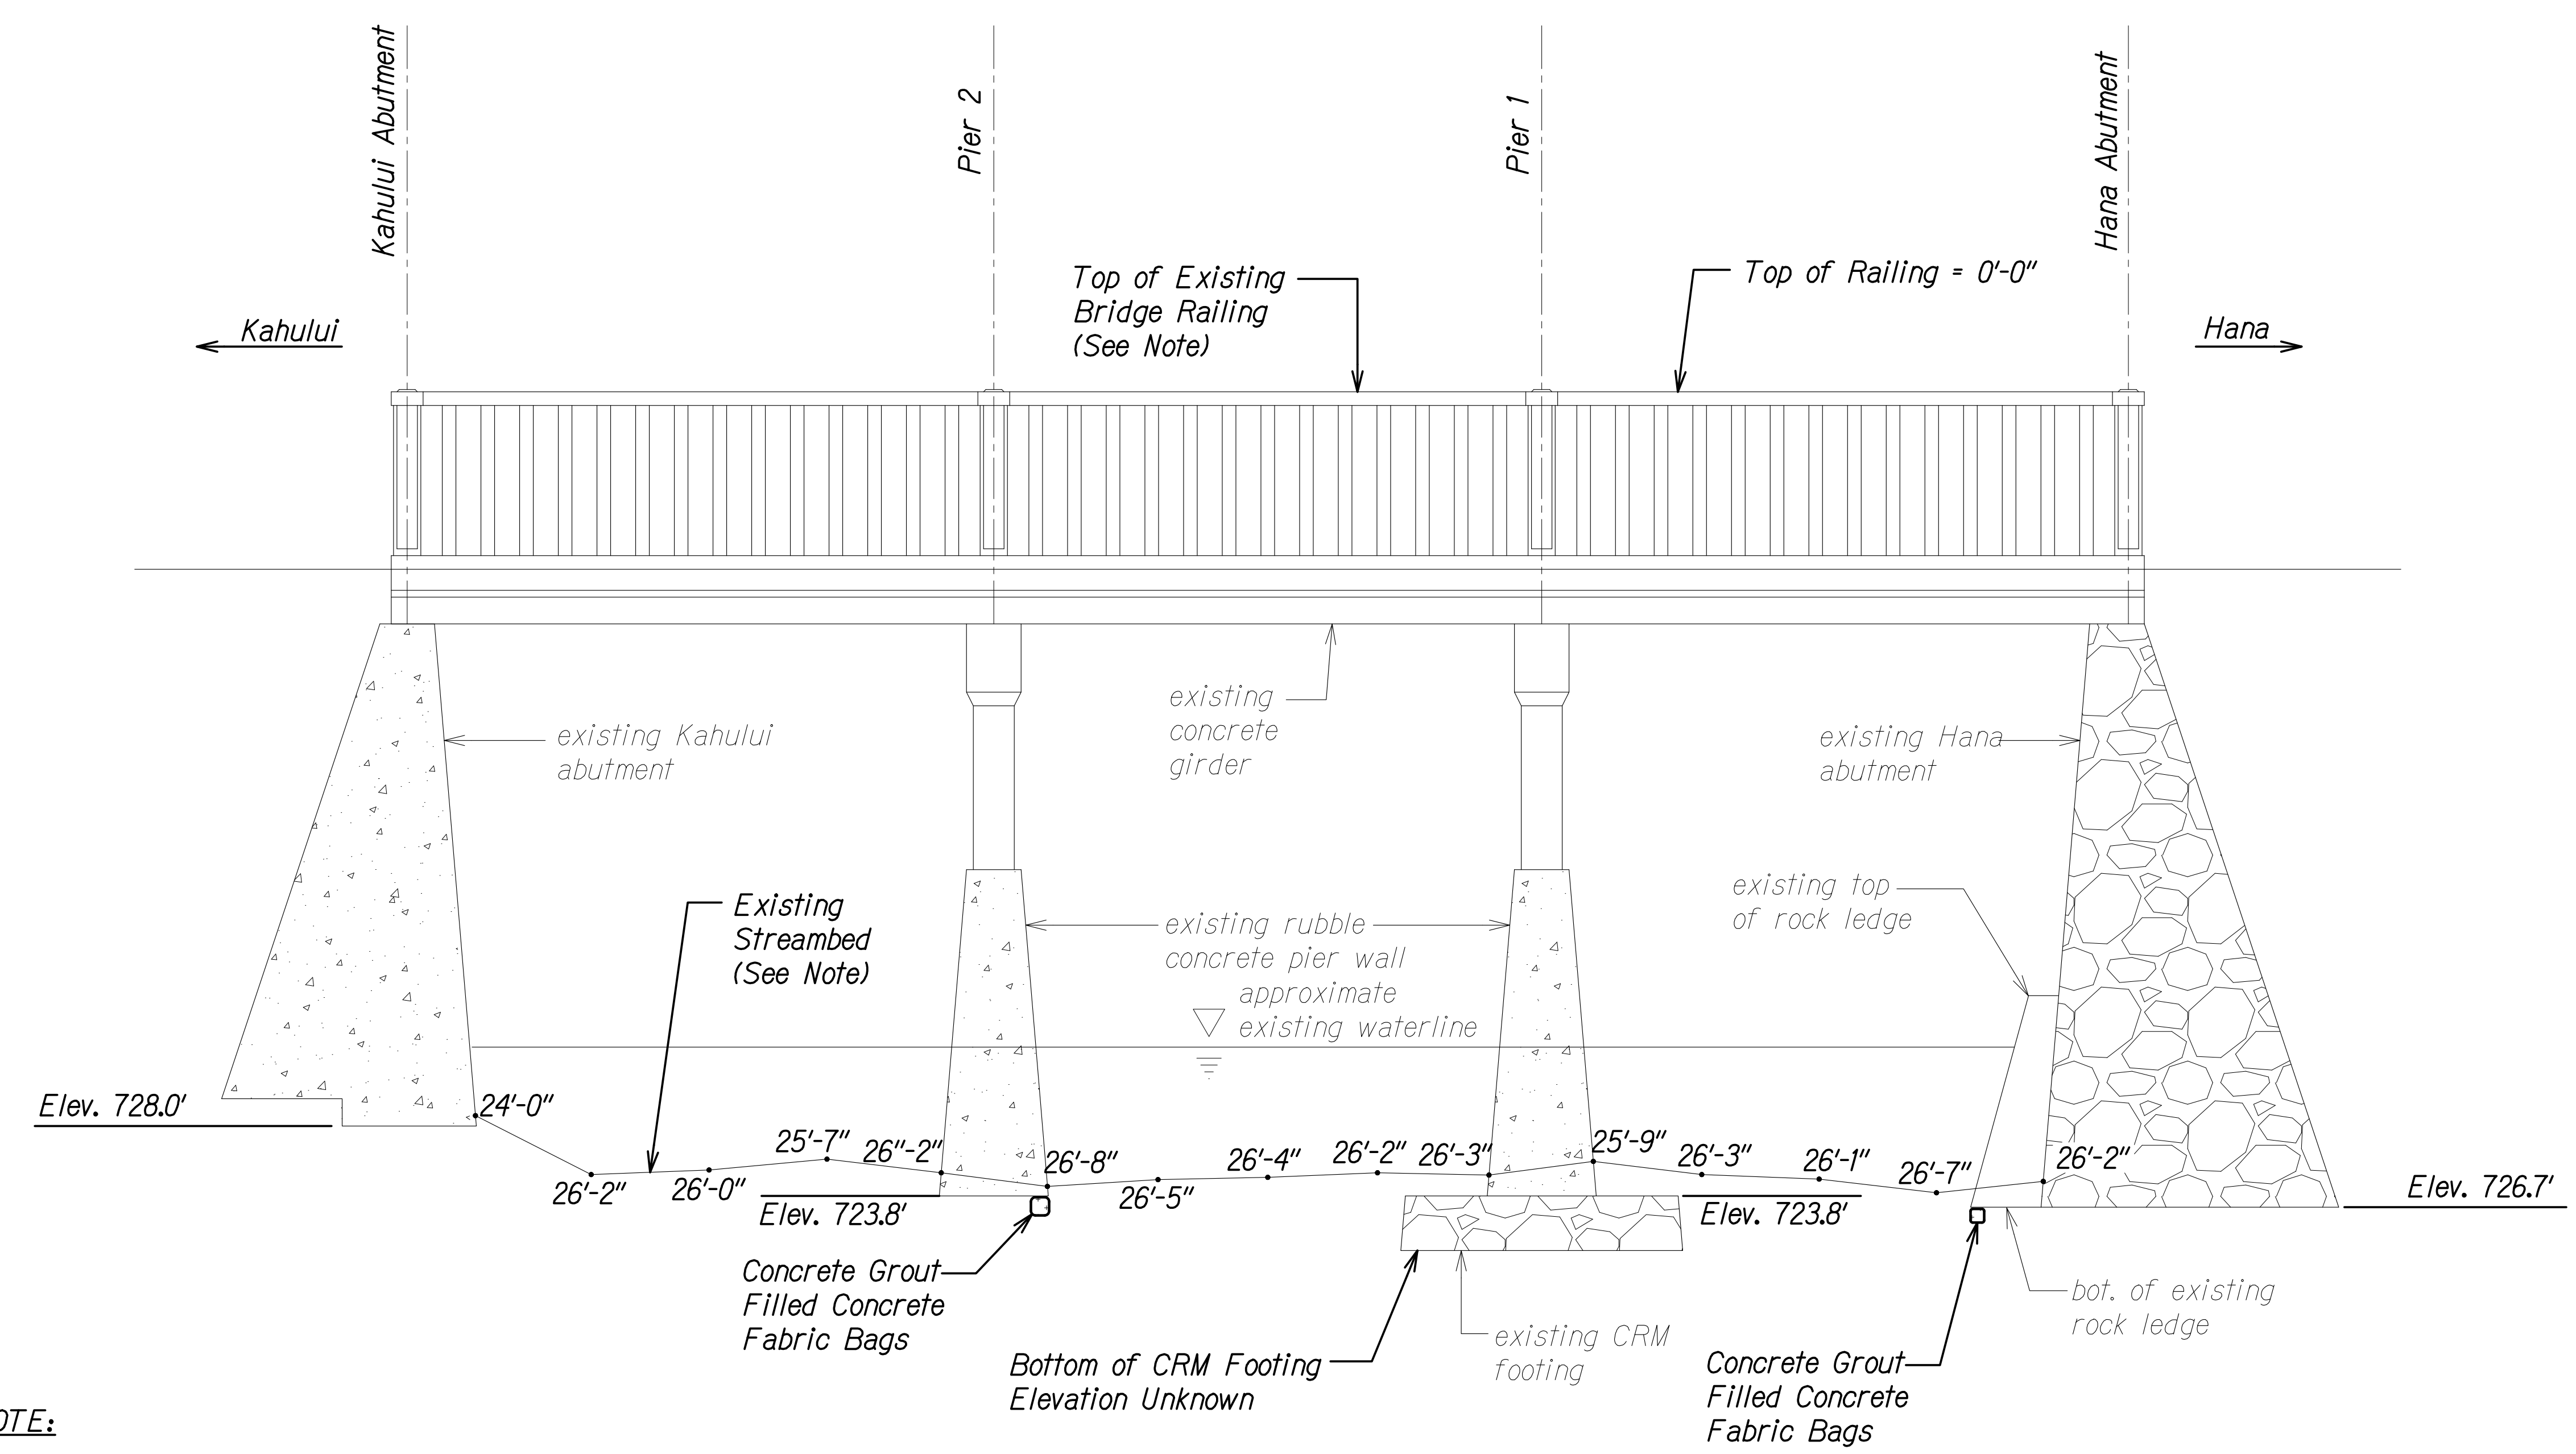 Kahului Abutment
Pier 2
Pier 1
Hana Abutment
Top of Existing
Bridge Railing
(See Note)
Top of Railing = 0'-0"
Kahului
Hana
existing Kahului
abutment
existing
concrete
girder
existing Hana
abutment
existing top
of rock ledge
Existing
Streambed
(See Note)
existing rubble
concrete pier wall
approximate
existing waterline
Elev. 728.0'
24'-0"
26'-2"
26'-0"
25'-7"
26"-2"
26'-8"
26'-5"
26'-4"
26'-2"
26'-3"
25'-9"
26'-3"
26'-1"
26'-7"
26'-2"
Elev. 723.8'
Elev. 723.8'
Elev. 726.7'
Concrete Grout
Filled Concrete
Fabric Bags
Bottom of CRM Footing
Elevation Unknown
existing CRM
footing
bot. of existing
rock ledge
Concrete Grout
Filled Concrete
Fabric Bags
OTE: